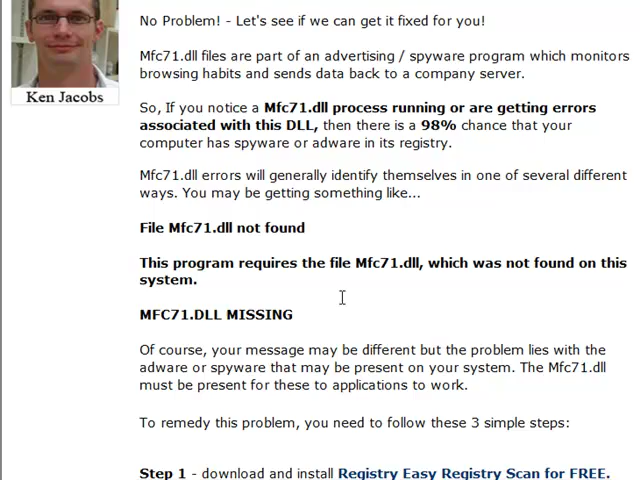 No Problem! - Let's see if we can get it fixed for you!
Mfc71.dll files are part of an advertising / spyware program which monitors
browsing habits and sends data back to a company server.
Ken Jacobs
So, If you notice a Mfc71.dll process running or are getting errors
associated with this DLL, then there is a 98% chance that your
computer has spyware or adware in its registry.
Mfc71.dll errors will generally identify themselves in one of several different
ways. You may be getting something like...
File Mfc71.dll not found
This program requires the file Mfc71.dll, which was not found on this
system.
MFC71.DLL MISSING
Of course, your message may be different but the problem lies with the
adware or spyware that may be present on your system. The Mfc71.dll
must be present for these to applications to work.
To remedy this problem, you need to follow these 3 simple steps:
Step 1 - download and install Registry Easy Registry Scan for FREE.